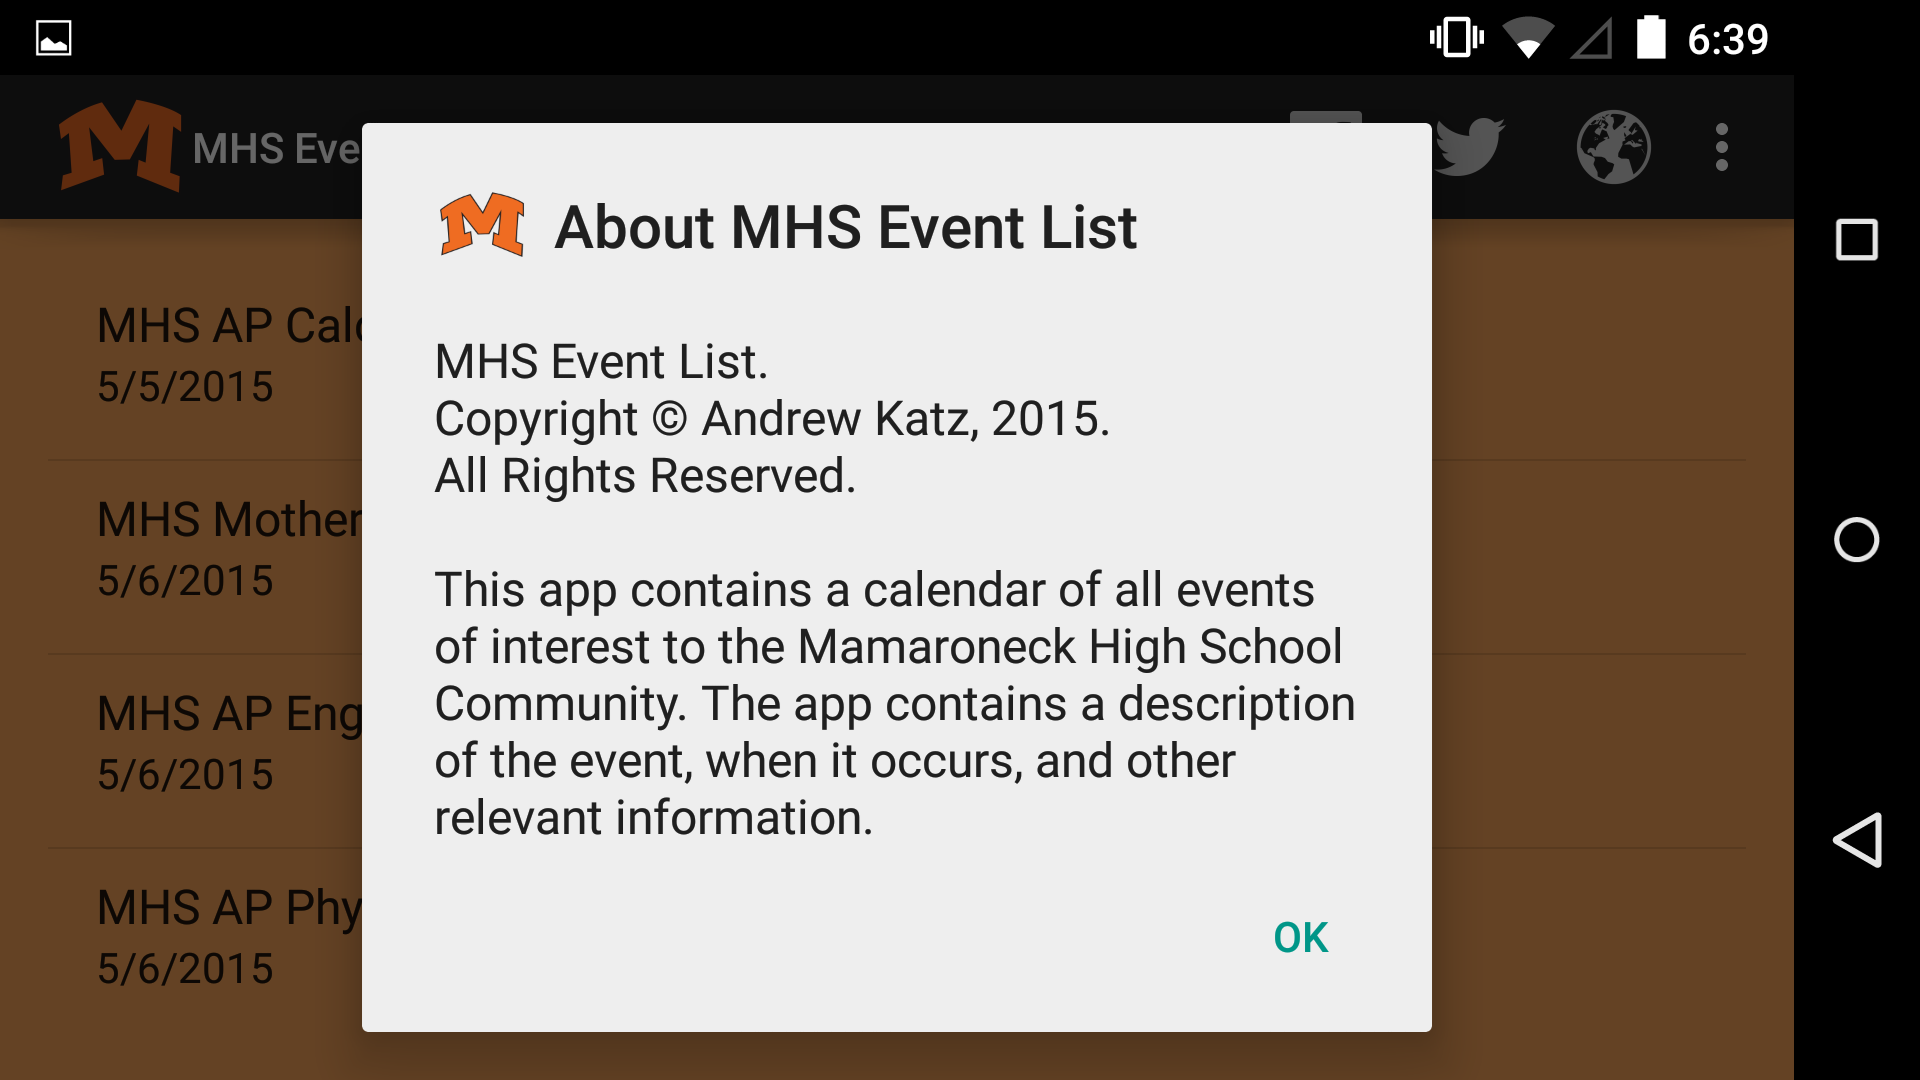 6:39
MHS Eve
About MHS Event List
MHS Event List.
Copyright © Andrew Katz, 2015.
All Rights Reserved.
This app contains a calendar of all events
of interest to the Mamaroneck High School
Community. The app contains a description
of the event, when it occurs, and other
relevant information.
OK
MHS AP Calc
5/5/2015
MHS Mother
5/6/2015
MHS AP Eng
5/6/2015
MHS AP Phy
5/6/2015